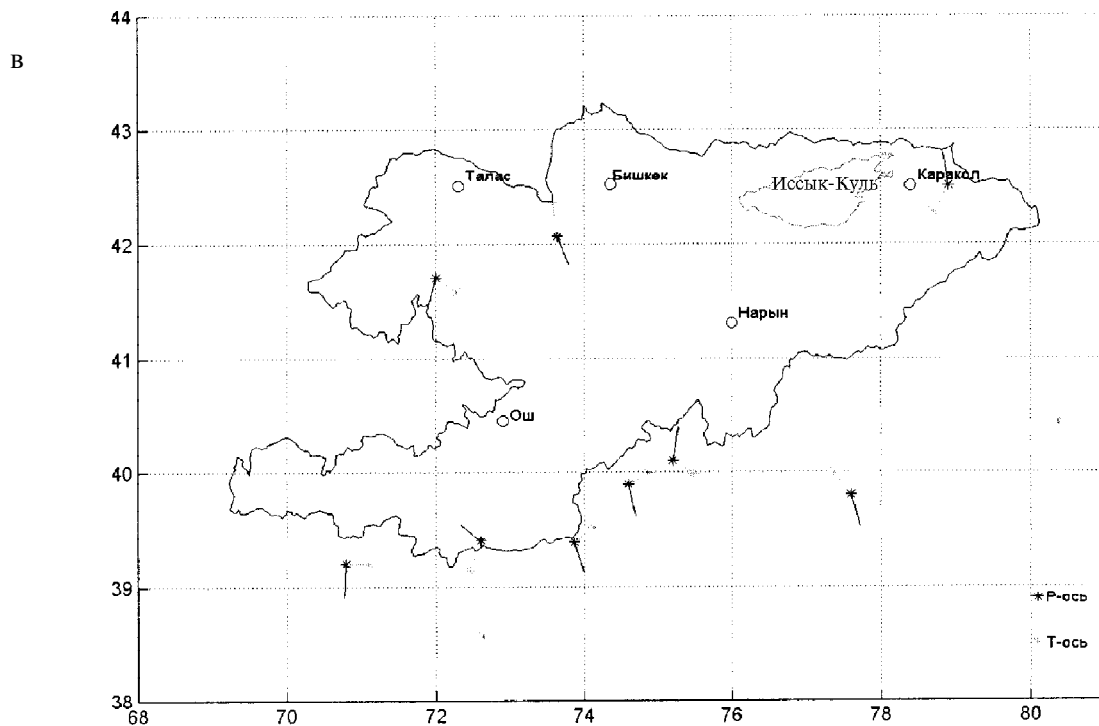 44
В
43
Талас
Бишкек
Иссык-Куль
Каракол
42
Нарын
41
Ош
40
39
Р-ось
Т-ось
38
68
70
72
74
76
78
80